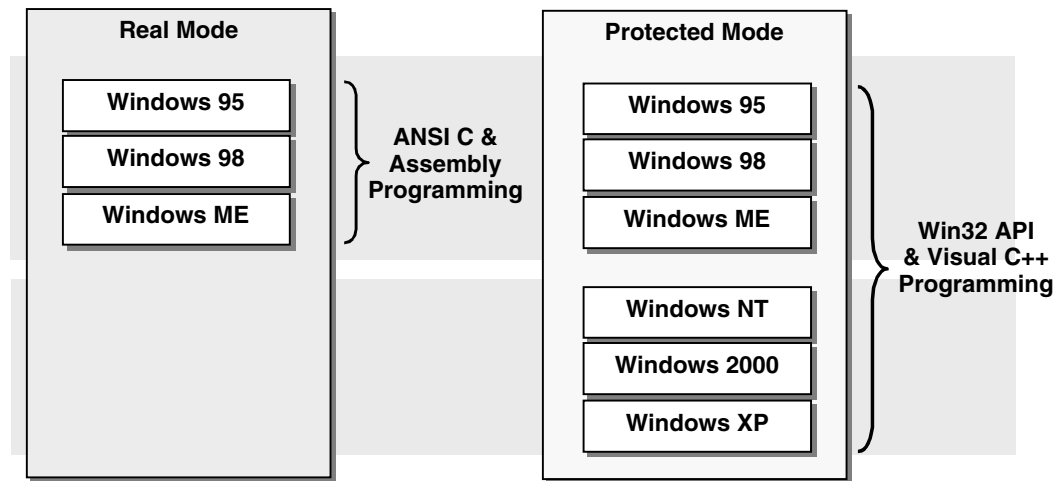 Real Mode
Windows 95
Windows 98
Windows ME
ANSI C &
Assembly
Programming
Protected Mode
Windows 95
Windows 98
Windows ME
Windows NT
Windows 2000
Windows XP
Win32 API
& Visual C++
Programming